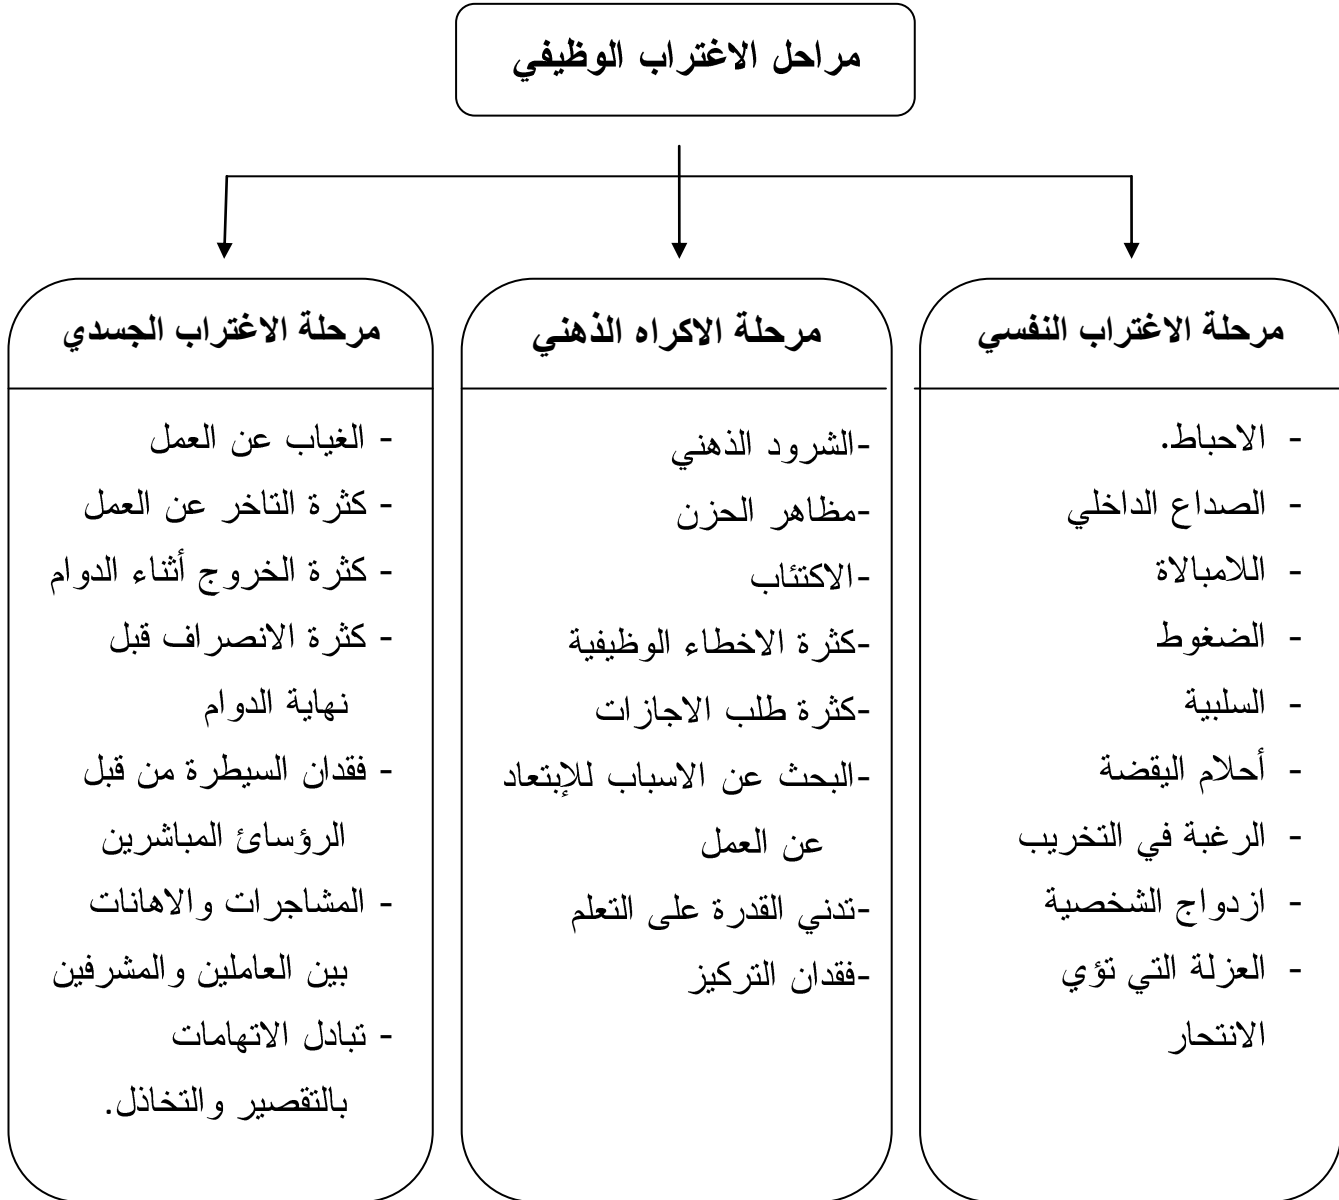 مراحل الاغتراب الوظيفي
مرحلة الاغتراب النفسي
- الاحباط.
- الصداع الداخلي
- اللامبالاة
- الضغوط
- السلبية
- أحلام اليقضة
- الرغبة في التخريب
- ازدواج الشخصية
- العزلة التي تؤي
الانتحار
مرحلة الاكراه الذهني
-الشرود الذهني
-مظاهر الحزن
-الاكتئاب
-كثرة الاخطاء الوظيفية
-كثرة طلب الاجازات
-البحث عن الاسباب للإبتعاد
عن العمل
-تدني القدرة على التعلم
-فقدان التركيز
مرحلة الاغتراب الجسدي
- الغياب عن العمل
- كثرة التاخر عن العمل
- كثرة الخروج أثناء الدوام
- كثرة الانصراف قبل
نهاية الدوام
- فقدان السيطرة من قبل
الرؤسائ المباشرين
- المشاجرات والاهانات
بين العاملين والمشرفين
- تبادل الاتهامات
بالتقصير والتخاذل.